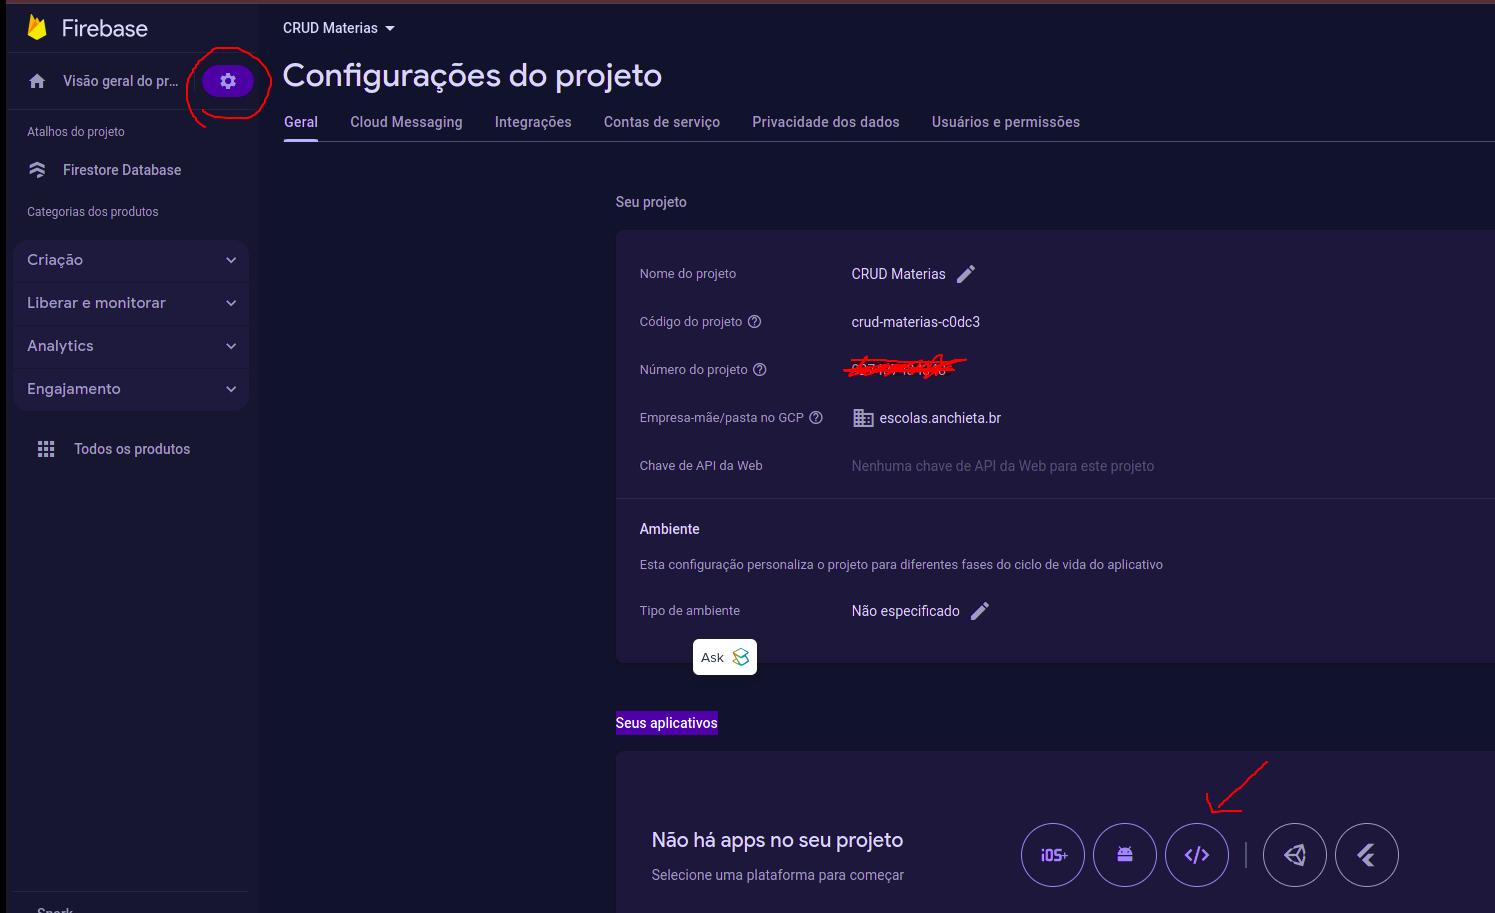 Firebase
CRUD Materias
Visão geral do pr...
Configurações do projeto
Geral
Cloud Messaging
Integrações
Contas de serviço
Privacidade dos dados
Usuários e permissões
Atalhos do projeto
Firestore Database
Categorias dos produtos
Criação
Liberar e monitorar
Analytics
Engajamento
Todos os produtos
Seu projeto
Nome do projeto
CRUD Materias
Código do projeto
crud-materias-c0dc3
Número do projeto
Empresa-mãe/pasta no GCP
escolas.anchieta.br
Chave de API da Web
Nenhuma chave de API da Web para este projeto
Ambiente
Esta configuração personaliza o projeto para diferentes fases do ciclo de vida do aplicativo
Tipo de ambiente
Não especificado
Ask
Seus aplicativos
Não há apps no seu projeto
Selecione uma plataforma para começar
iOS+